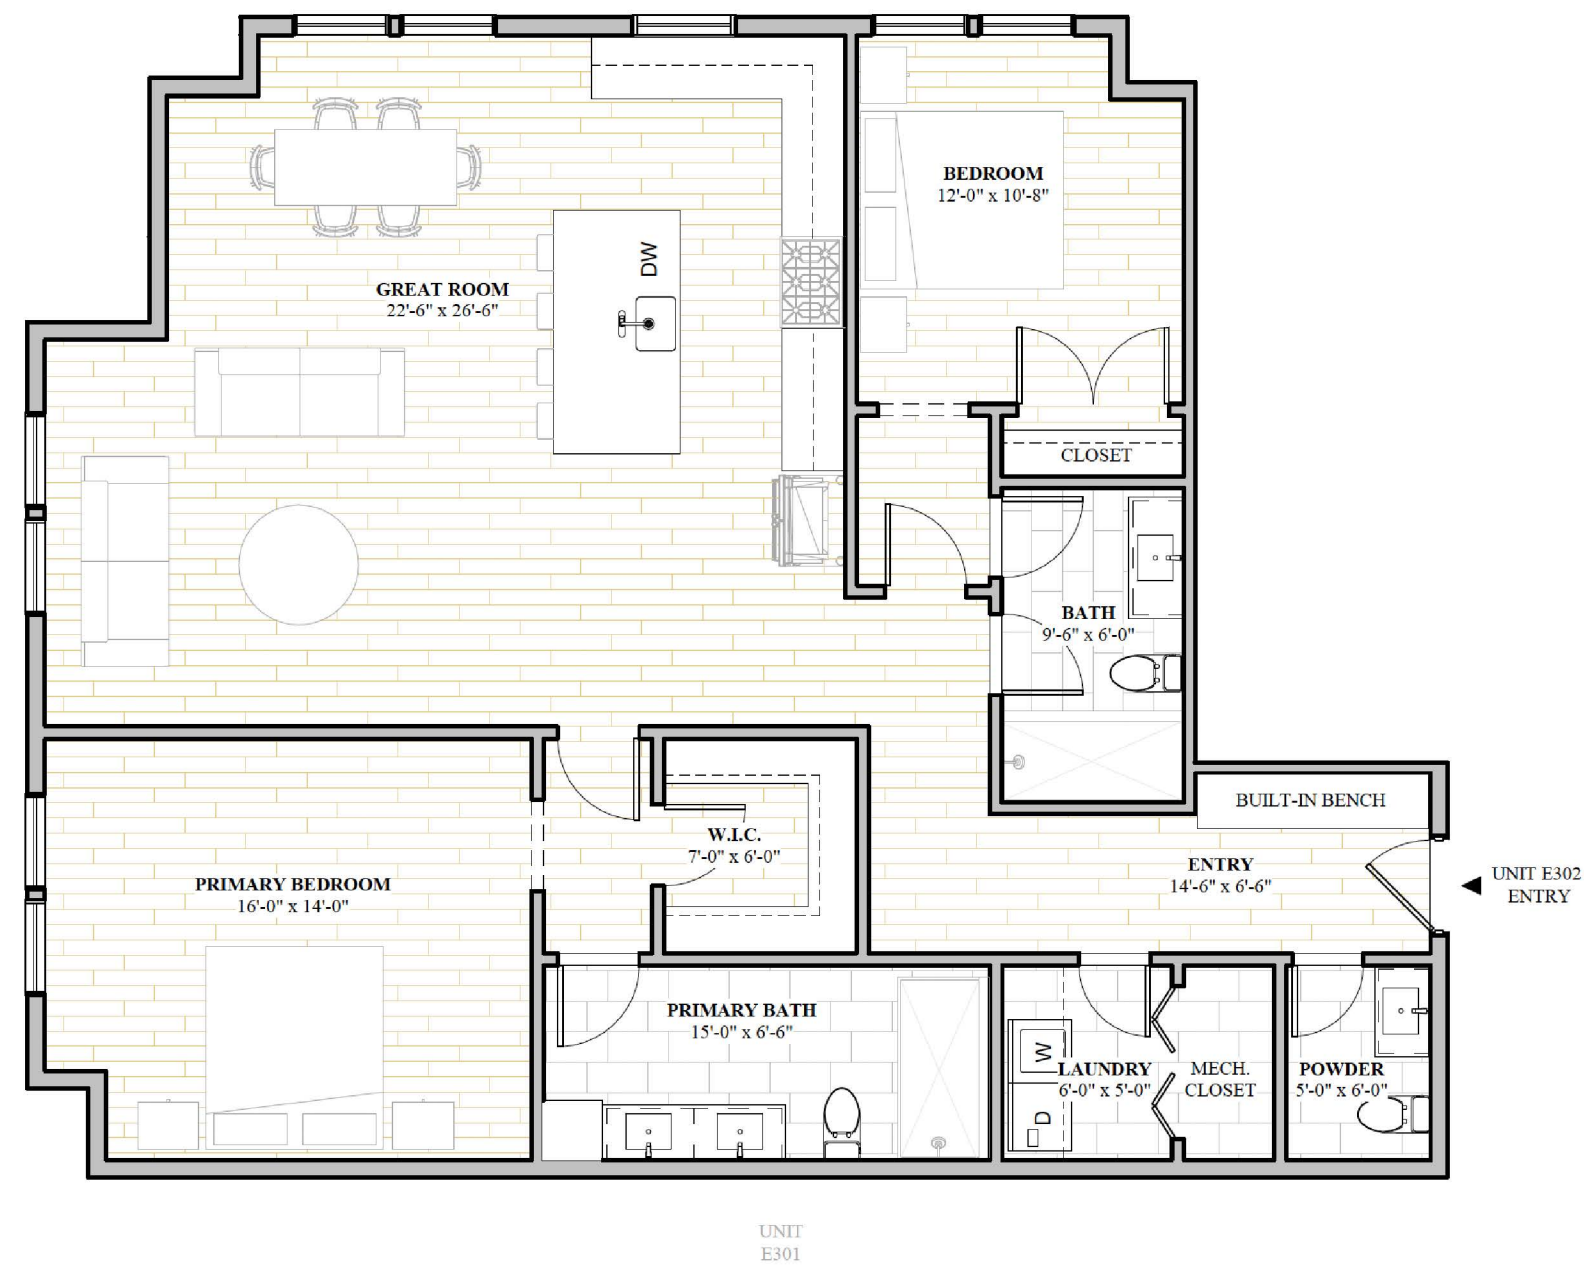 BEDROOM
12'-0" x 10'-8"
DW
GREAT ROOM
22'-6" x 26'-6"
CLOSET
BATH
9'-6" x 6'-0"
BUILT-IN BENCH
W.I.C.
7'-0" x 6'-0"
ENTRY
14'-6" x 6'-6"
UNIT E302
ENTRY
PRIMARY BEDROOM
16'-0" x 14'-0"
PRIMARY BATH
15'-0" x 6'-6"
W
LAUNDRY
6'-0" x 5'-0"
D
MECH.
CLOSET
POWDER
5'-0" x 6'-0"
UNIT
E301